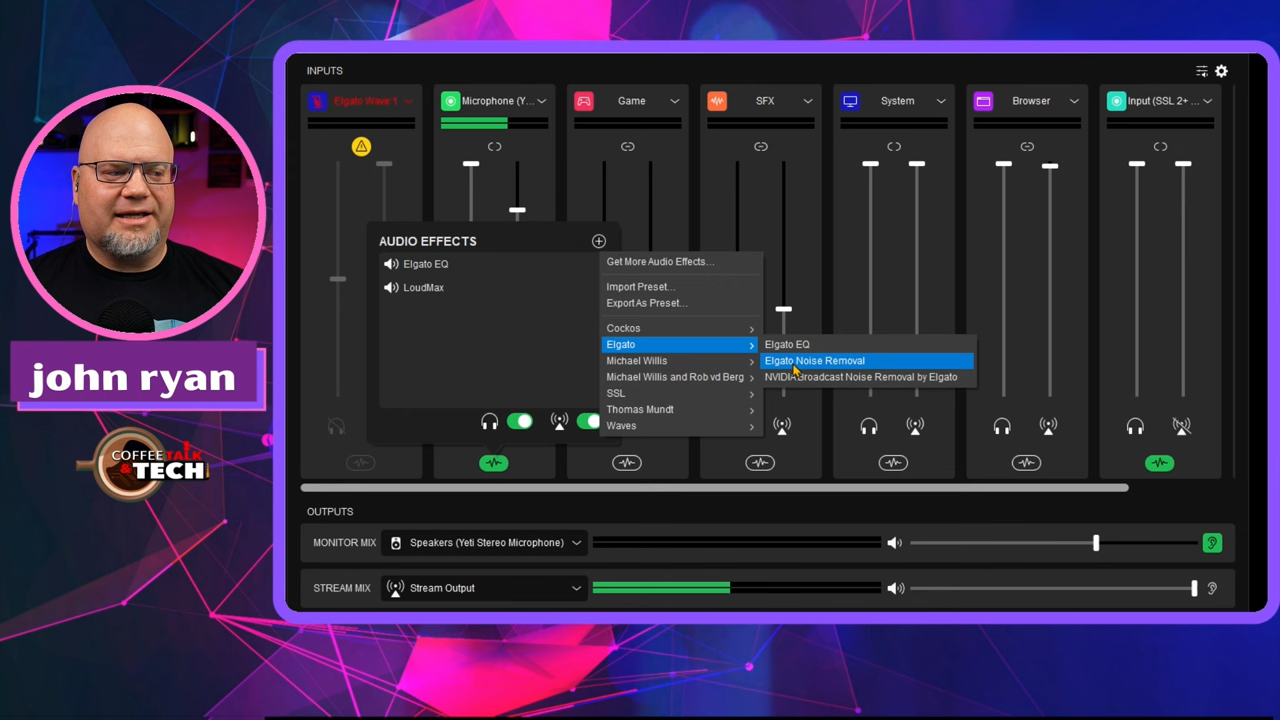 INPUTS
Elgato Wave 1
Microphone (Y...
Game
SFX
System
Browser
Input (SSL 2+ ...
AUDIO EFFECTS
Elgato EQ
LoudMax
Get More Audio Effects...
Import Preset...
Export As Preset...
Cockos
Elgato
Michael Willis
Michael Willis and Rob vd Berg
SSL
Thomas Mundt
Waves
Elgato EQ
Elgato Noise Removal
NVIDIA Broadcast Noise Removal by Elgato
john ryan
COFFEE TALK
& TECH
OUTPUTS
MONITOR MIX
Speakers (Yeti Stereo Microphone)
STREAM MIX
Stream Output